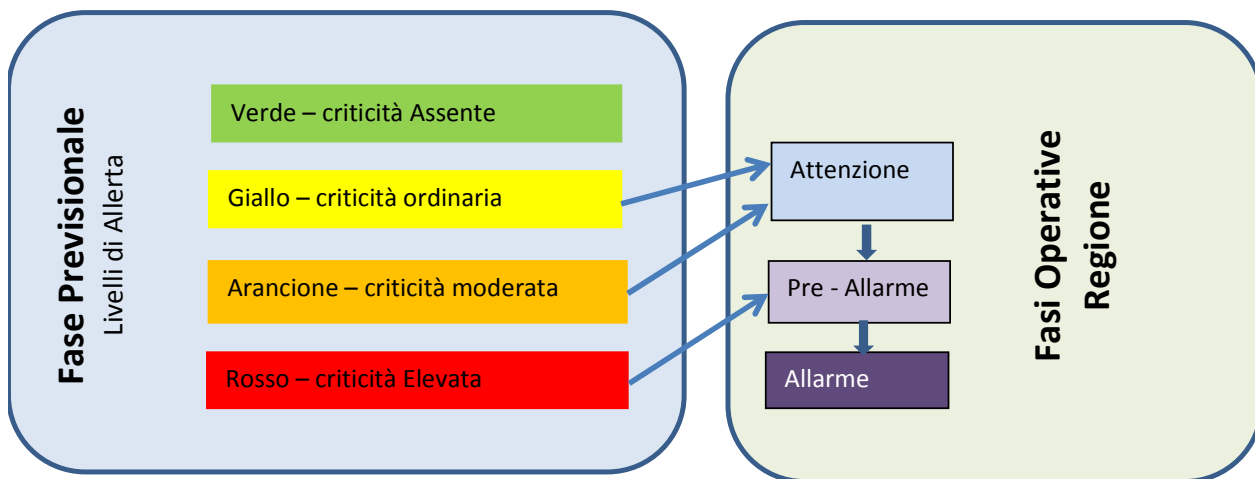 Fase Previsionale
Livelli di Allerta
Verde – criticità Assente
Giallo – criticità ordinaria
Arancione – criticità moderata
Rosso – criticità Elevata
Attenzione
Pre - Allarme
Allarme
Fasi Operative
Regione